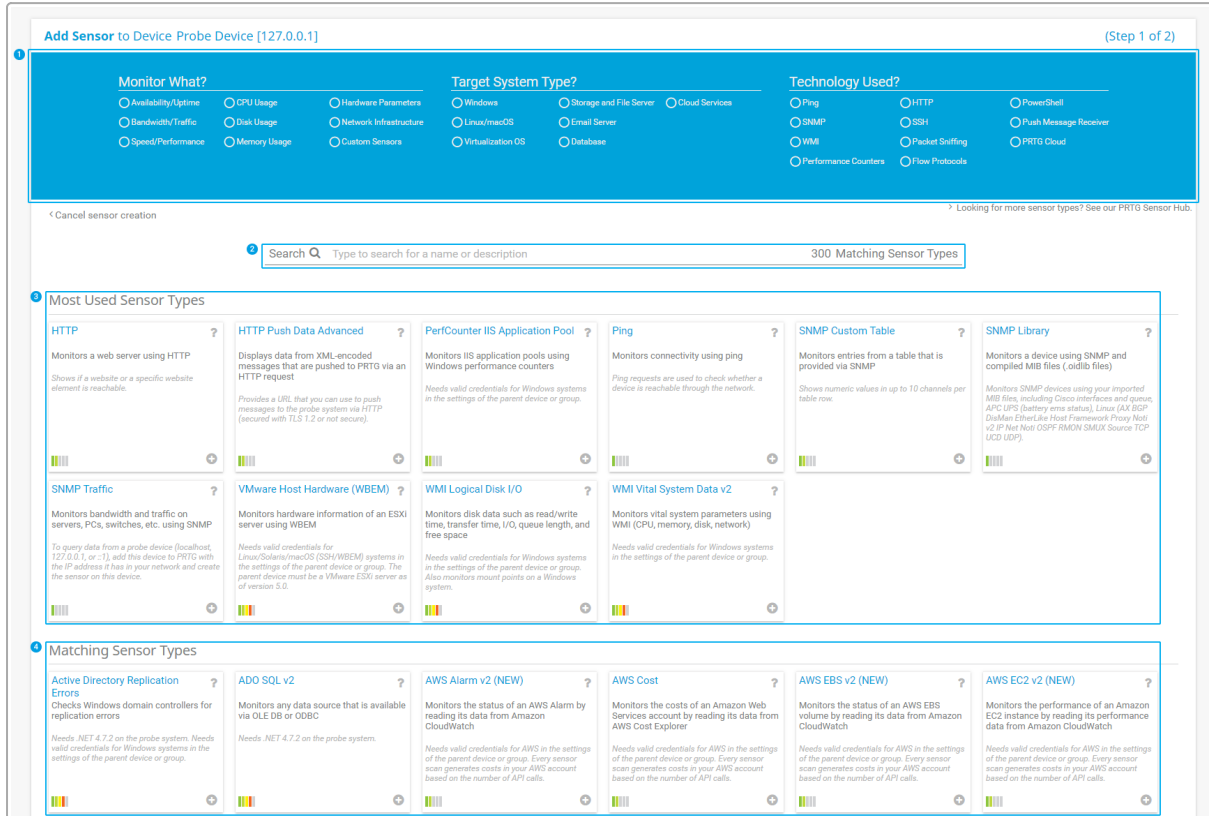 Add Sensor to Device Probe Device [127.0.0.1]
(Step 1 of 2)
1
Monitor What?
Availability/Uptime
CPU Usage
Hardware Parameters
Bandwidth/Traffic
Disk Usage
Network Infrastructure
Speed/Performance
Memory Usage
Custom Sensors
Target System Type?
Windows
Storage and File Server
Cloud Services
Linux/macOS
Email Server
Virtualization OS
Database
Technology Used?
Ping
HTTP
PowerShell
SNMP
SSH
Push Message Receiver
WMI
Packet Sniffing
PRTG Cloud
Performance Counters
Flow Protocols
<Cancel sensor creation
> Looking for more sensor types? See our PRTG Sensor Hub.
2
Search
Type to search for a name or description
300 Matching Sensor Types
3
Most Used Sensor Types
HTTP ?
Monitors a web server using HTTP
Shows if a website or a specific website
element is reachable.
HTTP Push Data Advanced ?
Displays data from XML-encoded
messages that are pushed to PRTG via an
HTTP request
Provides a URL that you can use to push
messages to the probe system via HTTP
(secured with TLS 1.2 or not secure).
PerfCounter IIS Application Pool ?
Monitors IIS application pools using
Windows performance counters
Needs valid credentials for Windows systems
in the settings of the parent device or group.
Ping ?
Monitors connectivity using ping
Ping requests are used to check whether a
device is reachable through the network.
SNMP Custom Table ?
Monitors entries from a table that is
provided via SNMP
Shows numeric values in up to 10 channels per
table row.
SNMP Library ?
Monitors a device using SNMP and
compiled MIB files (.oidlib files)
Monitors SNMP devices using your imported
MIB files, including Cisco interfaces and queue,
APC UPS (battery ems status), Linux (AX BGP
DisMan EtherLike Host Framework Proxy Noti
v2 IP Net Noti OSPF RMON SMUX Source TCP
UCD UDP).
SNMP Traffic ?
Monitors bandwidth and traffic on
servers, PCs, switches, etc. using SNMP
To query data from a probe device (localhost,
127.0.0.1, or ::1), add this device to PRTG with
the IP address it has in your network and create
the sensor on this device.
VMware Host Hardware (WBEM) ?
Monitors hardware information of an ESXi
server using WBEM
Needs valid credentials for
Linux/Solaris/macOS (SSH/WBEM) systems in
the settings of the parent device or group. The
parent device must be a VMware ESXi server as
of version 5.0.
WMI Logical Disk I/O ?
Monitors disk data such as read/write
time, transfer time, I/O, queue length, and
free space
Needs valid credentials for Windows systems
in the settings of the parent device or group.
Also monitors mount points on a Windows
system.
WMI Vital System Data v2 ?
Monitors vital system parameters using
WMI (CPU, memory, disk, network)
Needs valid credentials for Windows systems
in the settings of the parent device or group.
4
Matching Sensor Types
Active Directory Replication ?
Errors
Checks Windows domain controllers for
replication errors
Needs .NET 4.7.2 on the probe system. Needs
valid credentials for Windows systems in the
settings of the parent device or group.
ADO SQL v2 ?
Monitors any data source that is available
via OLE DB or ODBC
Needs .NET 4.7.2 on the probe system.
AWS Alarm v2 (NEW) ?
Monitors the status of an AWS Alarm by
reading its data from Amazon
CloudWatch
Needs valid credentials for AWS in the settings
of the parent device or group. Every sensor
scan generates costs in your AWS account
based on the number of API calls.
AWS Cost ?
Monitors the costs of an Amazon Web
Services account by reading its data from
AWS Cost Explorer
Needs valid credentials for AWS in the settings
of the parent device or group. Every sensor
scan generates costs in your AWS account
based on the number of API calls.
AWS EBS v2 (NEW) ?
Monitors the status of an AWS EBS
volume by reading its data from Amazon
CloudWatch
Needs valid credentials for AWS in the settings
of the parent device or group. Every sensor
scan generates costs in your AWS account
based on the number of API calls.
AWS EC2 v2 (NEW) ?
Monitors the performance of an Amazon
EC2 instance by reading its performance
data from Amazon CloudWatch
Needs valid credentials for AWS in the settings
of the parent device or group. Every sensor
scan generates costs in your AWS account
based on the number of API calls.